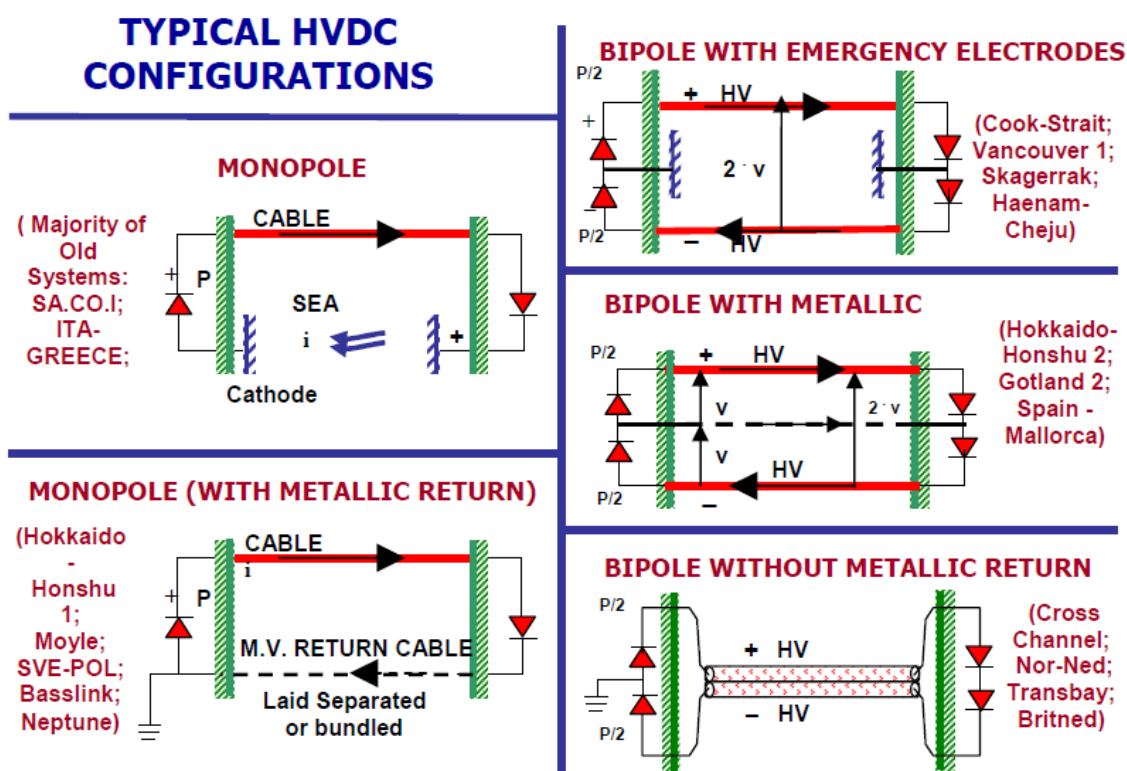 TYPICAL HVDC
CONFIGURATIONS
MONOPOLE
( Majority of
Old
Systems:
SA.CO.I;
ITA-
GREECE;
CABLE
+
P
SEA
i
+
Cathode
MONOPOLE (WITH METALLIC RETURN)
(Hokkaido
-
Honshu
1;
Moyle;
SVE-POL;
Basslink;
Neptune)
CABLE
i
+
P
M.V. RETURN CABLE
Laid Separated
or bundled
BIPOLE WITH EMERGENCY ELECTRODES
P/2
+ HV
+
2 · v
–
P/2
– HV
(Cook-Strait;
Vancouver 1;
Skagerrak;
Haenam-
Cheju)
BIPOLE WITH METALLIC
P/2
+ HV
V
2 · v
V
HV
P/2
–
(Hokkaido-
Honshu 2;
Gotland 2;
Spain -
Mallorca)
BIPOLE WITHOUT METALLIC RETURN
P/2
+ HV
– HV
P/2
(Cross
Channel;
Nor-Ned;
Transbay;
Britned)